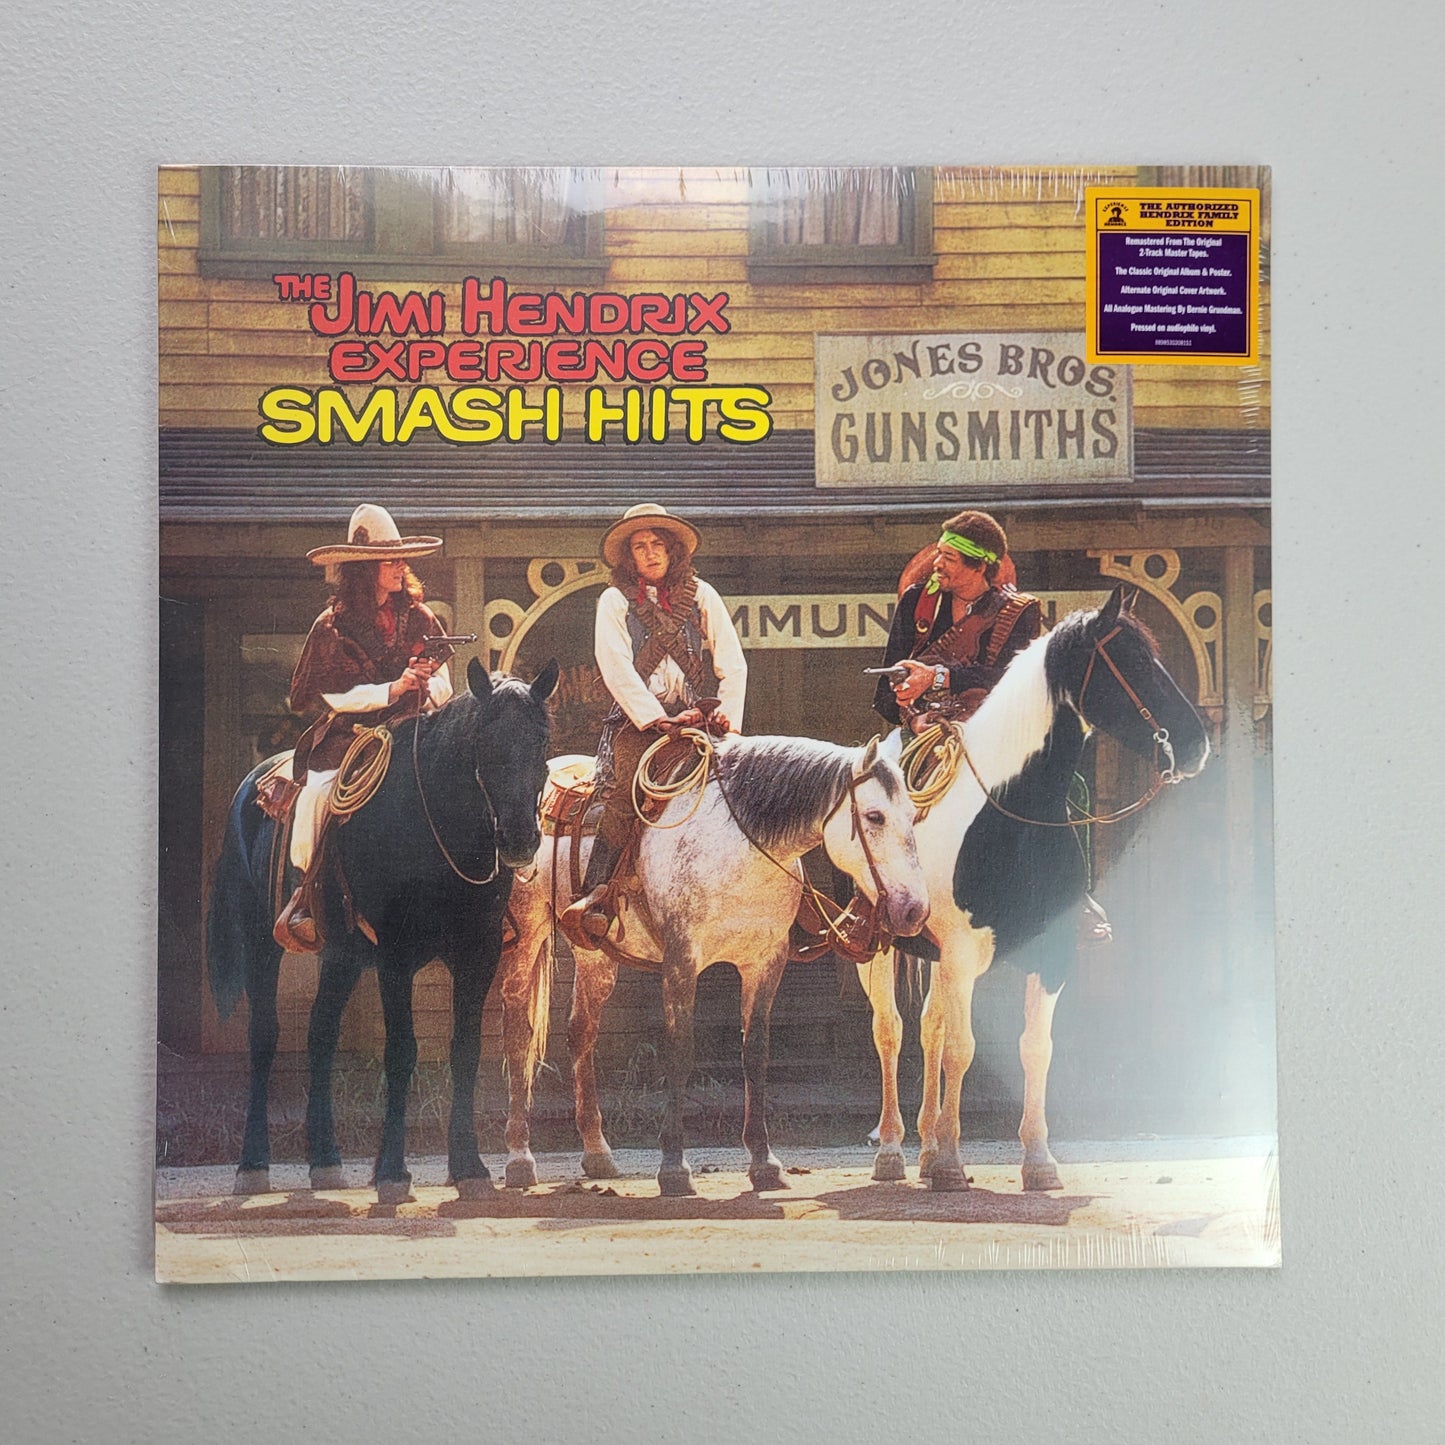 THE JIMI HENDRIX
EXPERIENCE
SMASH HITS
EXPERIENCE
HENDRIX
THE AUTHORIZED
HENDRIX FAMILY
EDITION
Remastered From The Original
2-Track Master Tapes.
The Classic Original Album & Poster.
Alternate Original Cover Artwork.
All Analogue Mastering By Bernie Grundman.
Pressed on audiophile vinyl.
JONES BROS.
GUNSMITHS
MMUN